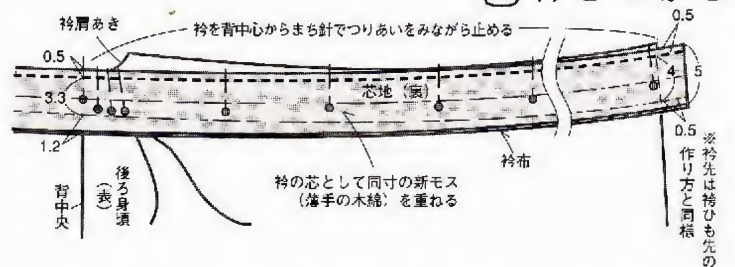 衿肩あき
衿を背中心からまち針でつりあいをみながら止める
0.5
0.5
3.3
1.2
芯地（裏）
4
5
0.5
背中央
後ろ身頃
（表）
衿の芯として同寸の新モス
（薄手の木綿）を重ねる
衿布
※衿先は袴ひも先の
作り方と同様